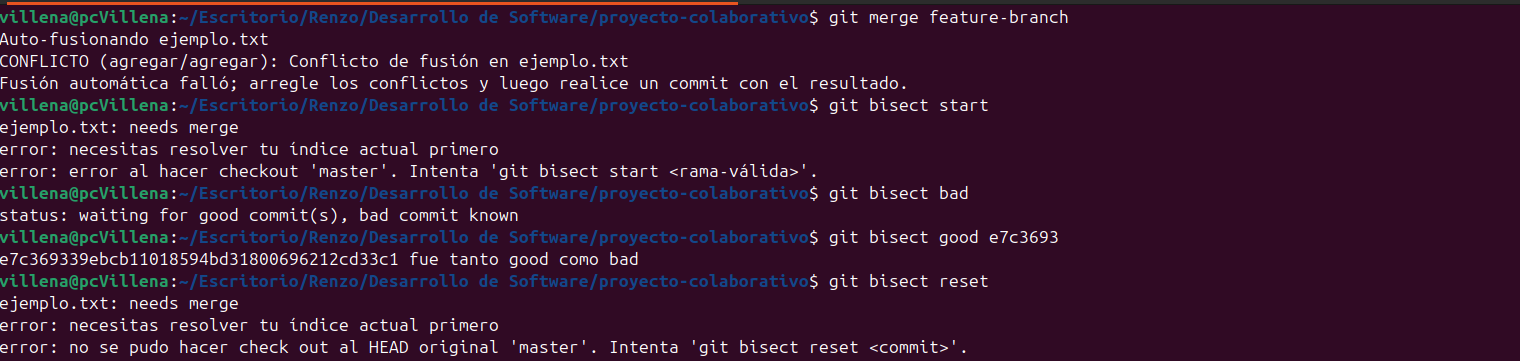 villena@pcVillena:~/Escritorio/Renzo/Desarrollo de Software/proyecto-colaborativo$ git merge feature-branch
Auto-fusionando ejemplo.txt
CONFLICTO (agregar/agregar): Conflicto de fusión en ejemplo.txt
Fusión automática falló; arregle los conflictos y luego realice un commit con el resultado.
villena@pcVillena:~/Escritorio/Renzo/Desarrollo de Software/proyecto-colaborativo$ git bisect start
ejemplo.txt: needs merge
error: necesitas resolver tu índice actual primero
error: error al hacer checkout 'master'. Intenta 'git bisect start <rama-válida>'.
villena@pcVillena:~/Escritorio/Renzo/Desarrollo de Software/proyecto-colaborativo$ git bisect bad
status: waiting for good commit(s), bad commit known
villena@pcVillena:~/Escritorio/Renzo/Desarrollo de Software/proyecto-colaborativo$ git bisect good e7c3693
e7c369339ebcb11018594bd31800696212cd33c1 fue tanto good como bad
villena@pcVillena:~/Escritorio/Renzo/Desarrollo de Software/proyecto-colaborativo$ git bisect reset
ejemplo.txt: needs merge
error: necesitas resolver tu índice actual primero
error: no se pudo hacer check out al HEAD original 'master'. Intenta 'git bisect reset <commit>'.